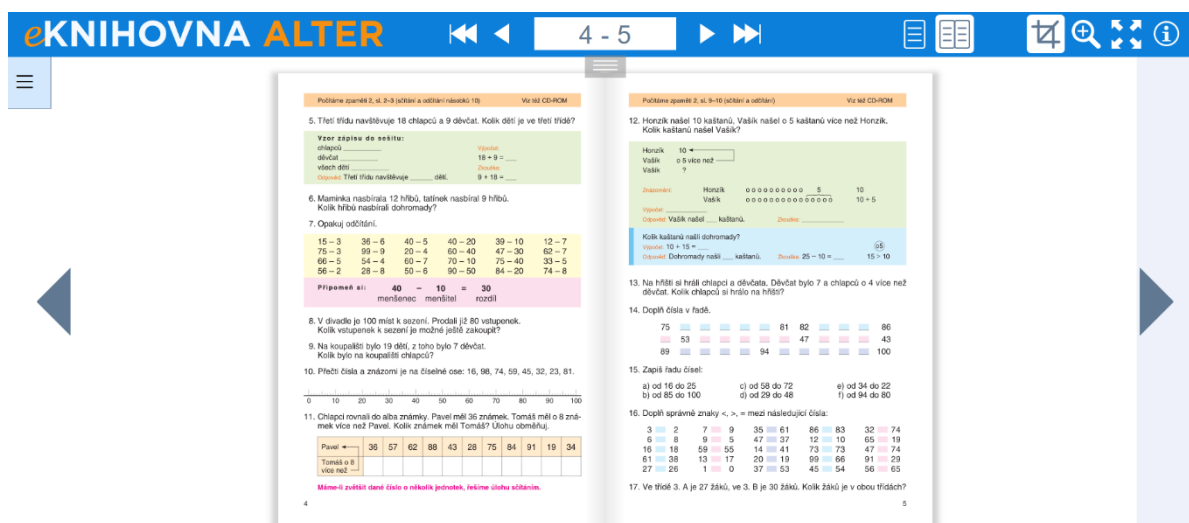 eKNIHOVNA ALTER
4 - 5
Počítáme zpaměti 2, sl. 2–3 (sčítání a odčítání násobků 10) Viz též CD-ROM
5. Třetí třídu navštěvuje 18 chlapců a 9 děvčat. Kolik dětí je ve třetí třídě?
Vzor zápisu do sešitu:
chlapců ________ Výpočet:
děvčat ________ 18 + 9 = ___
všech dětí ________ Zkouška:
Odpověď: Třetí třídu navštěvuje ______ dětí. 9 + 18 = ___
6. Maminka nasbírala 12 hřibů, tatínek nasbíral 9 hřibů.
Kolik hřibů nasbírali dohromady?
7. Opakuj odčítání.
15 – 3 36 – 6 40 – 5 40 – 20 39 – 10 12 – 7
75 – 3 99 – 9 20 – 4 60 – 40 47 – 30 62 – 7
66 – 5 54 – 4 60 – 7 70 – 10 75 – 40 33 – 5
56 – 2 28 – 8 50 – 6 90 – 50 84 – 20 74 – 8
Připomeň si: 40 – 10 = 30
menšenec menšitel rozdíl
8. V divadle je 100 míst k sezení. Prodali již 80 vstupenek.
Kolik vstupenek k sezení je možné ještě zakoupit?
9. Na koupališti bylo 19 dětí, z toho bylo 7 děvčat.
Kolik bylo na koupališti chlapců?
10. Přečti čísla a znázorni je na číselné ose: 16, 98, 74, 59, 45, 32, 23, 81.
0 10 20 30 40 50 60 70 80 90 100
11. Chlapci rovnali do alba známky. Pavel měl 36 známek. Tomáš měl o 8 zná-
mek více než Pavel. Kolik známek měl Tomáš? Úlohu obměňuj.
Pavel 36 57 62 88 43 28 75 84 91 19 34
Tomáš o 8
více než
Máme-li zvětšit dané číslo o několik jednotek, řešíme úlohu sčítáním.
4
Počítáme zpaměti 2, sl. 9–10 (sčítání a odčítání) Viz též CD-ROM
12. Honzík našel 10 kaštanů, Vašík našel o 5 kaštanů více než Honzík.
Kolik kaštanů našel Vašík?
Honzík 10
Vašík o 5 více než
Vašík ?
Znázornění: Honzík o o o o o o o o o o 5 10
Vašík o o o o o o o o o o o o o o o 10 + 5
Výpočet: ________
Odpověď: Vašík našel ___ kaštanů. Zkouška: ________
Kolik kaštanů našli dohromady?
Výpočet: 10 + 15 = ___ o5
Odpověď: Dohromady našli ___ kaštanů. Zkouška: 25 – 10 = ___ 15 > 10
13. Na hřišti si hráli chlapci a děvčata. Děvčat bylo 7 a chlapců o 4 více než
děvčat. Kolik chlapců si hrálo na hřišti?
14. Doplň čísla v řadě.
75 81 82 86
53 47 43
89 94 100
15. Zapiš řadu čísel:
a) od 16 do 25 c) od 58 do 72 e) od 34 do 22
b) od 85 do 100 d) od 29 do 48 f) od 94 do 80
16. Doplň správně znaky <, >, = mezi následující čísla:
3 2 7 9 35 61 86 83 32 74
6 8 9 5 47 37 12 10 65 19
16 18 59 55 14 41 73 73 47 74
61 38 13 17 20 19 99 66 91 29
27 26 1 0 37 53 45 54 56 65
17. Ve třídě 3. A je 27 žáků, ve 3. B je 30 žáků. Kolik žáků je v obou třídách?
5